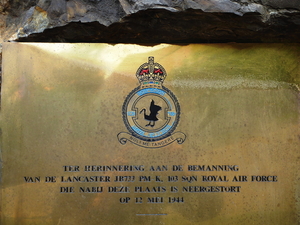 TER HERINNERING AAN DE BEMANNING
VAN DE LANCASTER JB733 PM K, 103 SQN ROYAL AIR FORCE
DIE NABIJ DEZE PLAATS IS NEERGESTORT
OP 12 MEI 1944